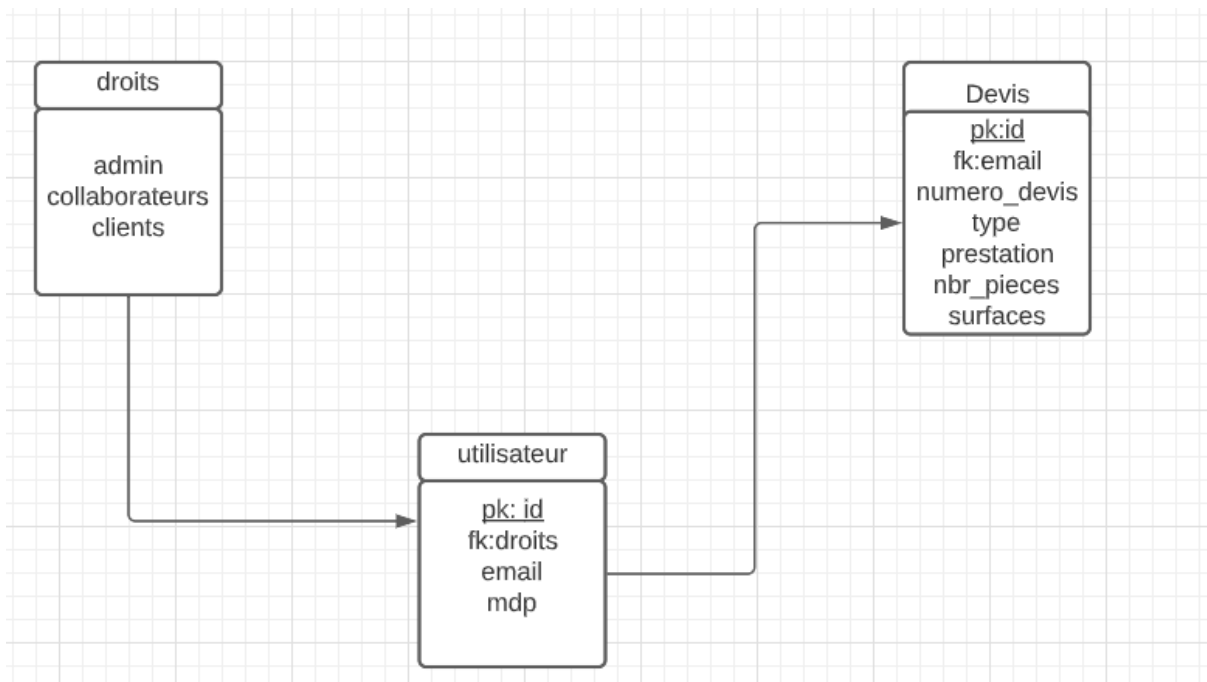 droits
admin
collaborateurs
clients
Devis
pk:id
fk:email
numero_devis
type
prestation
nbr_pieces
surfaces
utilisateur
pk: id
fk:droits
email
mdp